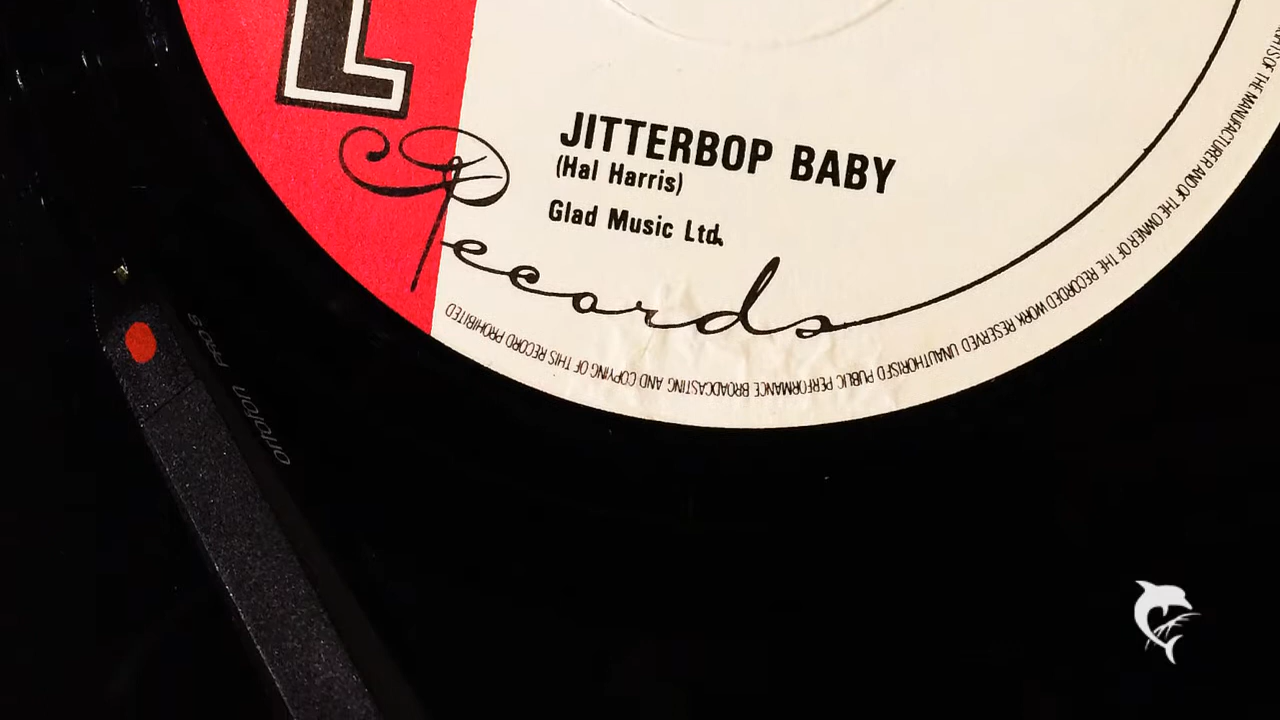 L
JITTERBOP BABY
(Hal Harris)
Glad Music Ltd.
Records
RIGHTS OF THE MANUFACTURER AND OF THE OWNER OF THE RECORDED WORK RESERVED UNAUTHORISED PUBLIC PERFORMANCE BROADCASTING AND COPYING OF THIS RECORD PROHIBITED
ortofon